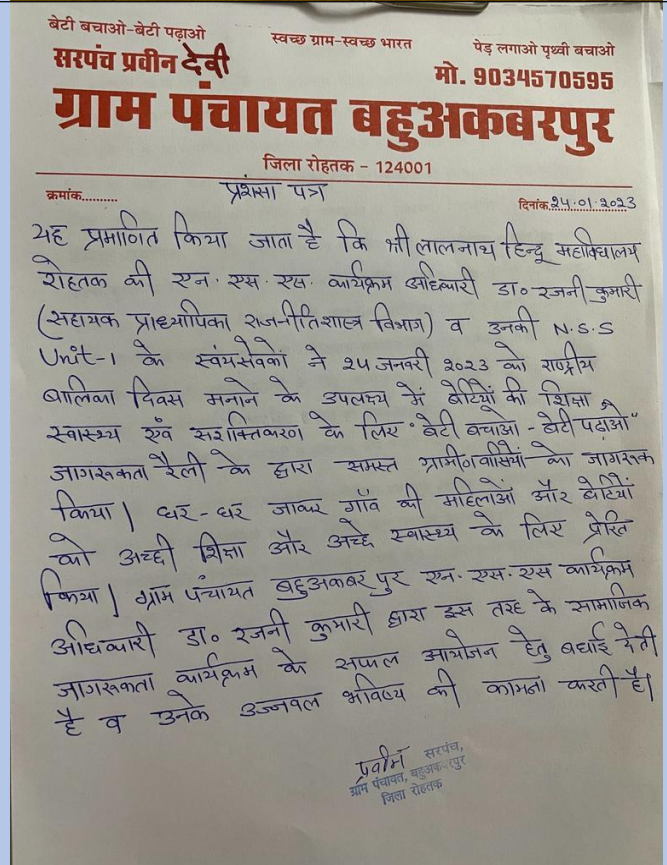 बेटी बचाओ-बेटी पढ़ाओ
स्वच्छ ग्राम-स्वच्छ भारत
पेड़ लगाओ पृथ्वी बचाओ
सरपंच प्रवीन देवी
मो. 9034570595
ग्राम पंचायत बहुअकबरपुर
जिला रोहतक - 124001
क्रमांक..........
प्रशंसा पत्र
दिनांक 24.01.2023
यह प्रमाणित किया जाता है कि श्री लालनाथ हिन्दू महाविद्यालय
रोहतक की एन. एस. एस. कार्यक्रम अधिकारी डा० रजनी कुमारी
(सहायक प्राध्यापिका राजनीतिशास्त्र विभाग) व उनकी N.S.S
Unit-1 के स्वंयसेवकों ने 24 जनवरी 2023 को राष्ट्रीय
बालिका दिवस मनाने के उपलक्ष्य में बेटियों की शिक्षा,
स्वास्थ्य एवं सशक्तिकरण के लिए "बेटी बचाओ - बेटी पढ़ाओ"
जागरूकता रैली के द्वारा समस्त ग्रामीणवासियों को जागरूक
किया| घर-घर जाकर गाँव की महिलाओं और बेटियों
को अच्छी शिक्षा और अच्छे स्वास्थ्य के लिए प्रेरित
किया| ग्राम पंचायत बहुअकबरपुर एन. एस. एस कार्यक्रम
अधिकारी डा० रजनी कुमारी द्वारा इस तरह के सामाजिक
जागरूकता कार्यक्रम के सफल आयोजन हेतु बधाई देती
है व उनके उज्जवल भविष्य की कामना करती है।
प्रवीन सरपंच,
ग्राम पंचायत, बहुअकबरपुर
जिला रोहतक